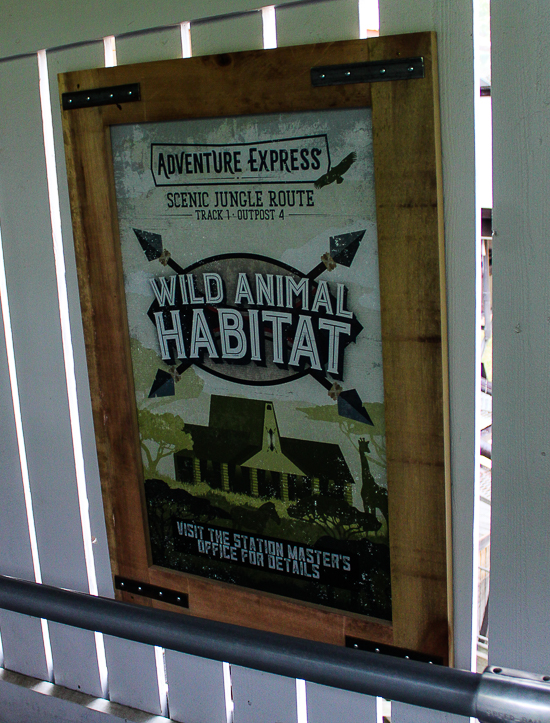 ADVENTURE EXPRESS
SCENIC JUNGLE ROUTE
TRACK 1 · OUTPOST 4
WILD ANIMAL
HABITAT
VISIT THE STATION MASTER'S
OFFICE FOR DETAILS